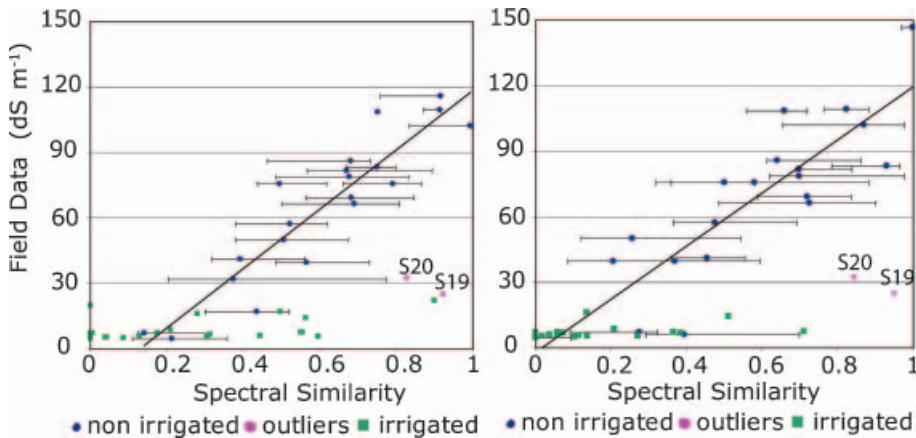 Field Data (dS m⁻¹)
150
120
90
60
30
0
S20
S19
0 0.2 0.4 0.6 0.8 1
Spectral Similarity
non irrigated outliers irrigated
150
120
90
60
30
0
S20
S19
0 0.2 0.4 0.6 0.8 1
Spectral Similarity
non irrigated outliers irrigated